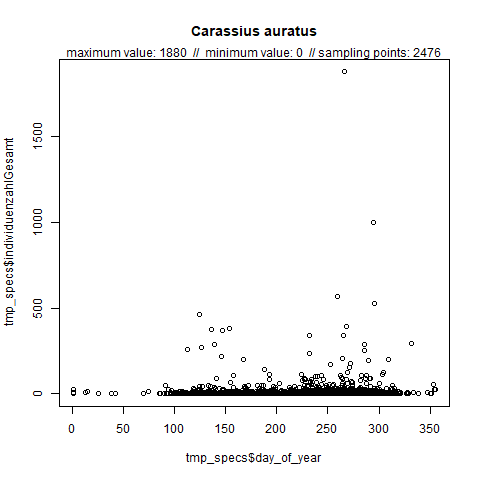 Carassius auratus
maximum value: 1880 // minimum value: 0 // sampling points: 2476
tmp_specs$individuenzahlGesamt
1500
1000
500
0
0 50 100 150 200 250 300 350
tmp_specs$day_of_year